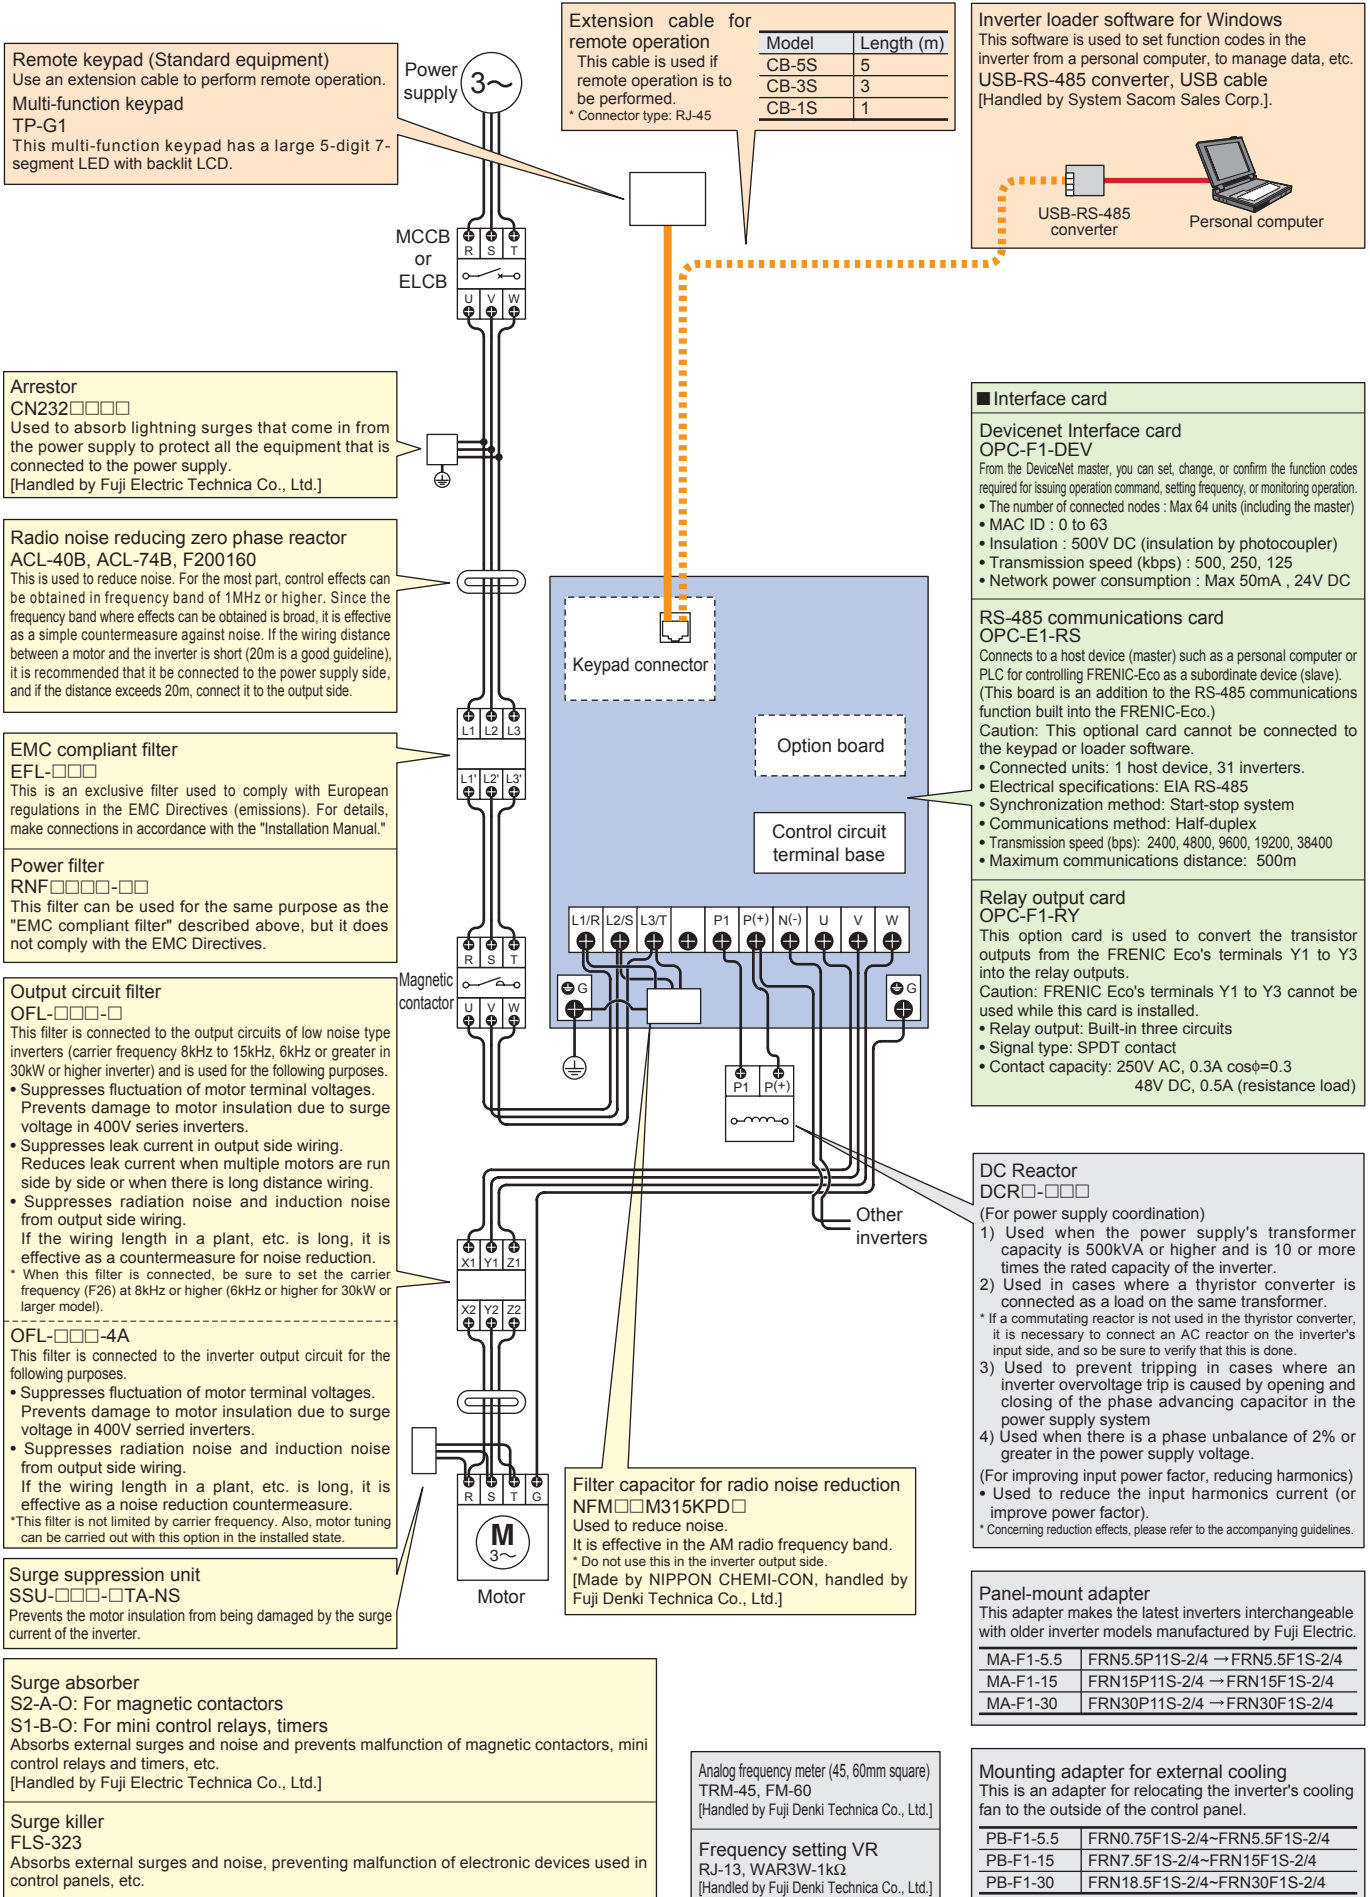 Remote keypad (Standard equipment)
Use an extension cable to perform remote operation.
Multi-function keypad
TP-G1
This multi-function keypad has a large 5-digit 7-
segment LED with backlit LCD.
Power
supply
3～
Extension cable for
remote operation
This cable is used if
remote operation is to
be performed.
* Connector type: RJ-45
Model Length (m)
CB-5S 5
CB-3S 3
CB-1S 1
Inverter loader software for Windows
This software is used to set function codes in the
inverter from a personal computer, to manage data, etc.
USB-RS-485 converter, USB cable
[Handled by System Sacom Sales Corp.].
USB-RS-485
converter
Personal computer
MCCB
or
ELCB
R S T
U V W
Arrestor
CN232□□□□
Used to absorb lightning surges that come in from
the power supply to protect all the equipment that is
connected to the power supply.
[Handled by Fuji Electric Technica Co., Ltd.]
Radio noise reducing zero phase reactor
ACL-40B, ACL-74B, F200160
This is used to reduce noise. For the most part, control effects can
be obtained in frequency band of 1MHz or higher. Since the
frequency band where effects can be obtained is broad, it is effective
as a simple countermeasure against noise. If the wiring distance
between a motor and the inverter is short (20m is a good guideline),
it is recommended that it be connected to the power supply side,
and if the distance exceeds 20m, connect it to the output side.
L1 L2 L3
L1' L2' L3'
EMC compliant filter
EFL-□□□
This is an exclusive filter used to comply with European
regulations in the EMC Directives (emissions). For details,
make connections in accordance with the "Installation Manual."
Power filter
RNF□□□□-□□
This filter can be used for the same purpose as the
"EMC compliant filter" described above, but it does
not comply with the EMC Directives.
Magnetic
contactor
R S T
U V W
Output circuit filter
OFL-□□□-□
This filter is connected to the output circuits of low noise type
inverters (carrier frequency 8kHz to 15kHz, 6kHz or greater in
30kW or higher inverter) and is used for the following purposes.
• Suppresses fluctuation of motor terminal voltages.
Prevents damage to motor insulation due to surge
voltage in 400V series inverters.
• Suppresses leak current in output side wiring.
Reduces leak current when multiple motors are run
side by side or when there is long distance wiring.
• Suppresses radiation noise and induction noise
from output side wiring.
If the wiring length in a plant, etc. is long, it is
effective as a countermeasure for noise reduction.
* When this filter is connected, be sure to set the carrier
frequency (F26) at 8kHz or higher (6kHz or higher for 30kW or
larger model).
OFL-□□□-4A
This filter is connected to the inverter output circuit for the
following purposes.
• Suppresses fluctuation of motor terminal voltages.
Prevents damage to motor insulation due to surge
voltage in 400V serried inverters.
• Suppresses radiation noise and induction noise
from output side wiring.
If the wiring length in a plant, etc. is long, it is
effective as a noise reduction countermeasure.
*This filter is not limited by carrier frequency. Also, motor tuning
can be carried out with this option in the installed state.
Surge suppression unit
SSU-□□□-□TA-NS
Prevents the motor insulation from being damaged by the surge
current of the inverter.
Surge absorber
S2-A-O: For magnetic contactors
S1-B-O: For mini control relays, timers
Absorbs external surges and noise and prevents malfunction of magnetic contactors, mini
control relays and timers, etc.
[Handled by Fuji Electric Technica Co., Ltd.]
Surge killer
FLS-323
Absorbs external surges and noise, preventing malfunction of electronic devices used in
control panels, etc.
Keypad connector
Option board
Control circuit
terminal base
L1/R L2/S L3/T P1 P(+) N(-) U V W
G
G
P1 P(+)
Other
inverters
X1 Y1 Z1
X2 Y2 Z2
R S T G
M
3～
Motor
Filter capacitor for radio noise reduction
NFM□□M315KPD□
Used to reduce noise.
It is effective in the AM radio frequency band.
* Do not use this in the inverter output side.
[Made by NIPPON CHEMI-CON, handled by
Fuji Denki Technica Co., Ltd.]
Analog frequency meter (45, 60mm square)
TRM-45, FM-60
[Handled by Fuji Denki Technica Co., Ltd.]
Frequency setting VR
RJ-13, WAR3W-1kΩ
[Handled by Fuji Denki Technica Co., Ltd.]
■Interface card
Devicenet Interface card
OPC-F1-DEV
From the DeviceNet master, you can set, change, or confirm the function codes
required for issuing operation command, setting frequency, or monitoring operation.
• The number of connected nodes : Max 64 units (including the master)
• MAC ID : 0 to 63
• Insulation : 500V DC (insulation by photocoupler)
• Transmission speed (kbps) : 500, 250, 125
• Network power consumption : Max 50mA , 24V DC
RS-485 communications card
OPC-E1-RS
Connects to a host device (master) such as a personal computer or
PLC for controlling FRENIC-Eco as a subordinate device (slave).
(This board is an addition to the RS-485 communications
function built into the FRENIC-Eco.)
Caution: This optional card cannot be connected to
the keypad or loader software.
• Connected units: 1 host device, 31 inverters.
• Electrical specifications: EIA RS-485
• Synchronization method: Start-stop system
• Communications method: Half-duplex
• Transmission speed (bps): 2400, 4800, 9600, 19200, 38400
• Maximum communications distance: 500m
Relay output card
OPC-F1-RY
This option card is used to convert the transistor
outputs from the FRENIC Eco's terminals Y1 to Y3
into the relay outputs.
Caution: FRENIC Eco's terminals Y1 to Y3 cannot be
used while this card is installed.
• Relay output: Built-in three circuits
• Signal type: SPDT contact
• Contact capacity: 250V AC, 0.3A cosφ=0.3
48V DC, 0.5A (resistance load)
DC Reactor
DCR□-□□□
(For power supply coordination)
1) Used when the power supply's transformer
capacity is 500kVA or higher and is 10 or more
times the rated capacity of the inverter.
2) Used in cases where a thyristor converter is
connected as a load on the same transformer.
* If a commutating reactor is not used in the thyristor converter,
it is necessary to connect an AC reactor on the inverter's
input side, and so be sure to verify that this is done.
3) Used to prevent tripping in cases where an
inverter overvoltage trip is caused by opening and
closing of the phase advancing capacitor in the
power supply system
4) Used when there is a phase unbalance of 2% or
greater in the power supply voltage.
(For improving input power factor, reducing harmonics)
• Used to reduce the input harmonics current (or
improve power factor).
* Concerning reduction effects, please refer to the accompanying guidelines.
Panel-mount adapter
This adapter makes the latest inverters interchangeable
with older inverter models manufactured by Fuji Electric.
MA-F1-5.5 FRN5.5P11S-2/4→FRN5.5F1S-2/4
MA-F1-15 FRN15P11S-2/4→FRN15F1S-2/4
MA-F1-30 FRN30P11S-2/4→FRN30F1S-2/4
Mounting adapter for external cooling
This is an adapter for relocating the inverter's cooling
fan to the outside of the control panel.
PB-F1-5.5 FRN0.75F1S-2/4~FRN5.5F1S-2/4
PB-F1-15 FRN7.5F1S-2/4~FRN15F1S-2/4
PB-F1-30 FRN18.5F1S-2/4~FRN30F1S-2/4